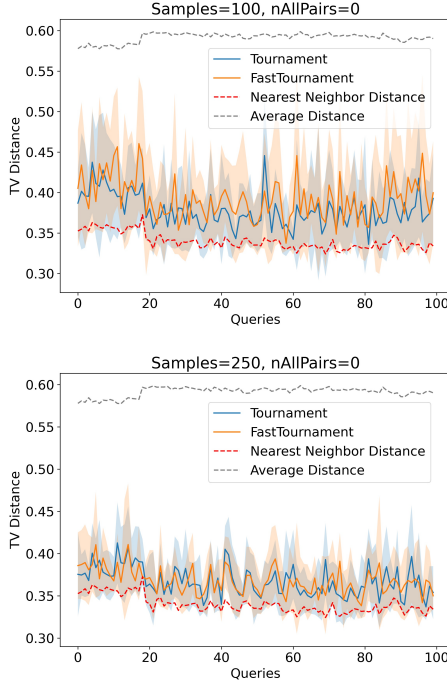 Samples=100, nAllPairs=0
0.60
0.55
0.50
0.45
0.40
0.35
0.30
TV Distance
Tournament
FastTournament
Nearest Neighbor Distance
Average Distance
0 20 40 60 80 100
Queries
Samples=250, nAllPairs=0
0.60
0.55
0.50
0.45
0.40
0.35
0.30
TV Distance
Tournament
FastTournament
Nearest Neighbor Distance
Average Distance
0 20 40 60 80 100
Queries